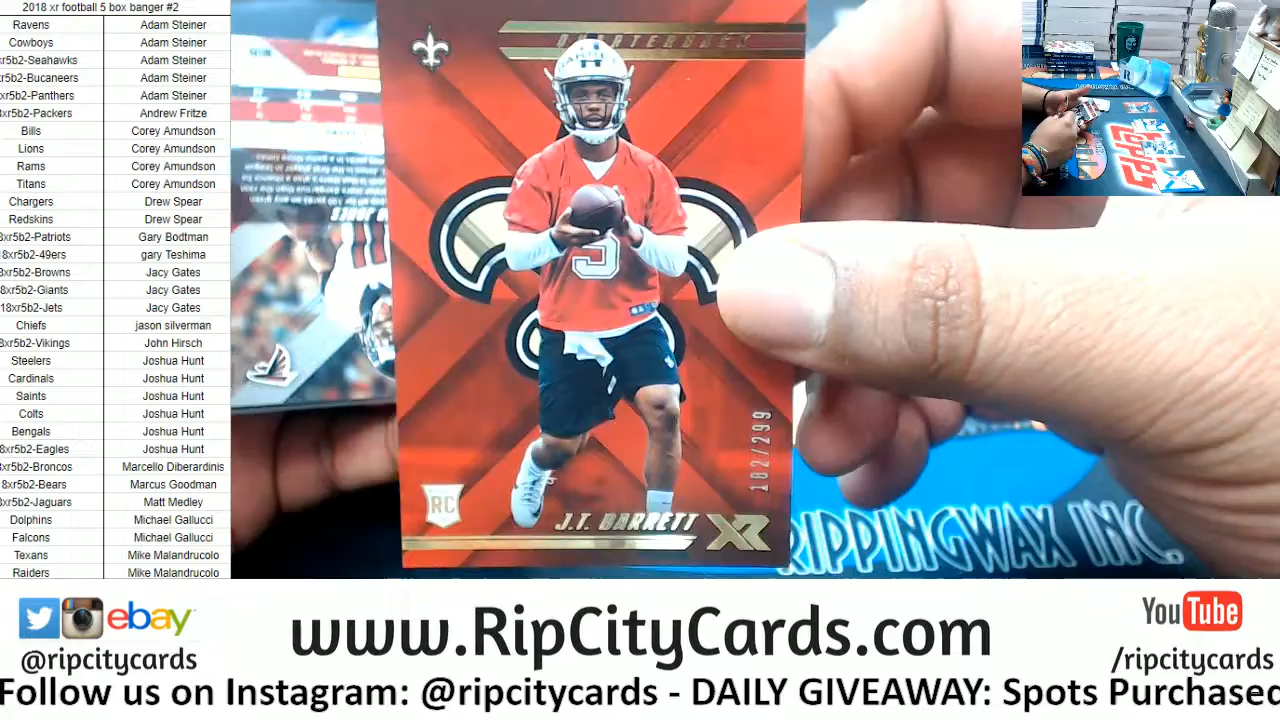 2018 xr football 5 box banger #2
Ravens Adam Steiner
Cowboys Adam Steiner
xr5b2-Seahawks Adam Steiner
xr5b2-Bucaneers Adam Steiner
xr5b2-Panthers Adam Steiner
8xr5b2-Packers Andrew Fritze
Bills Corey Amundson
Lions Corey Amundson
Rams Corey Amundson
Titans Corey Amundson
Chargers Drew Spear
Redskins Drew Spear
8xr5b2-Patriots Gary Bodtman
18xr5b2-49ers gary Teshima
8xr5b2-Browns Jacy Gates
8xr5b2-Giants Jacy Gates
18xr5b2-Jets Jacy Gates
Chiefs jason silverman
8xr5b2-Vikings John Hirsch
Steelers Joshua Hunt
Cardinals Joshua Hunt
Saints Joshua Hunt
Colts Joshua Hunt
Bengals Joshua Hunt
8xr5b2-Eagles Joshua Hunt
8xr5b2-Broncos Marcello Diberardinis
8xr5b2-Bears Marcus Goodman
8xr5b2-Jaguars Matt Medley
Dolphins Michael Gallucci
Falcons Michael Gallucci
Texans Mike Malandrucolo
Raiders Mike Malandrucolo
QUARTERBACK
5
182/299
RC
J.T. BARRETT XR
RIPPINGWAX INC.
ebay
@ripcitycards
www.RipCityCards.com
YouTube
/ripcitycards
Follow us on Instagram: @ripcitycards - DAILY GIVEAWAY: Spots Purchased